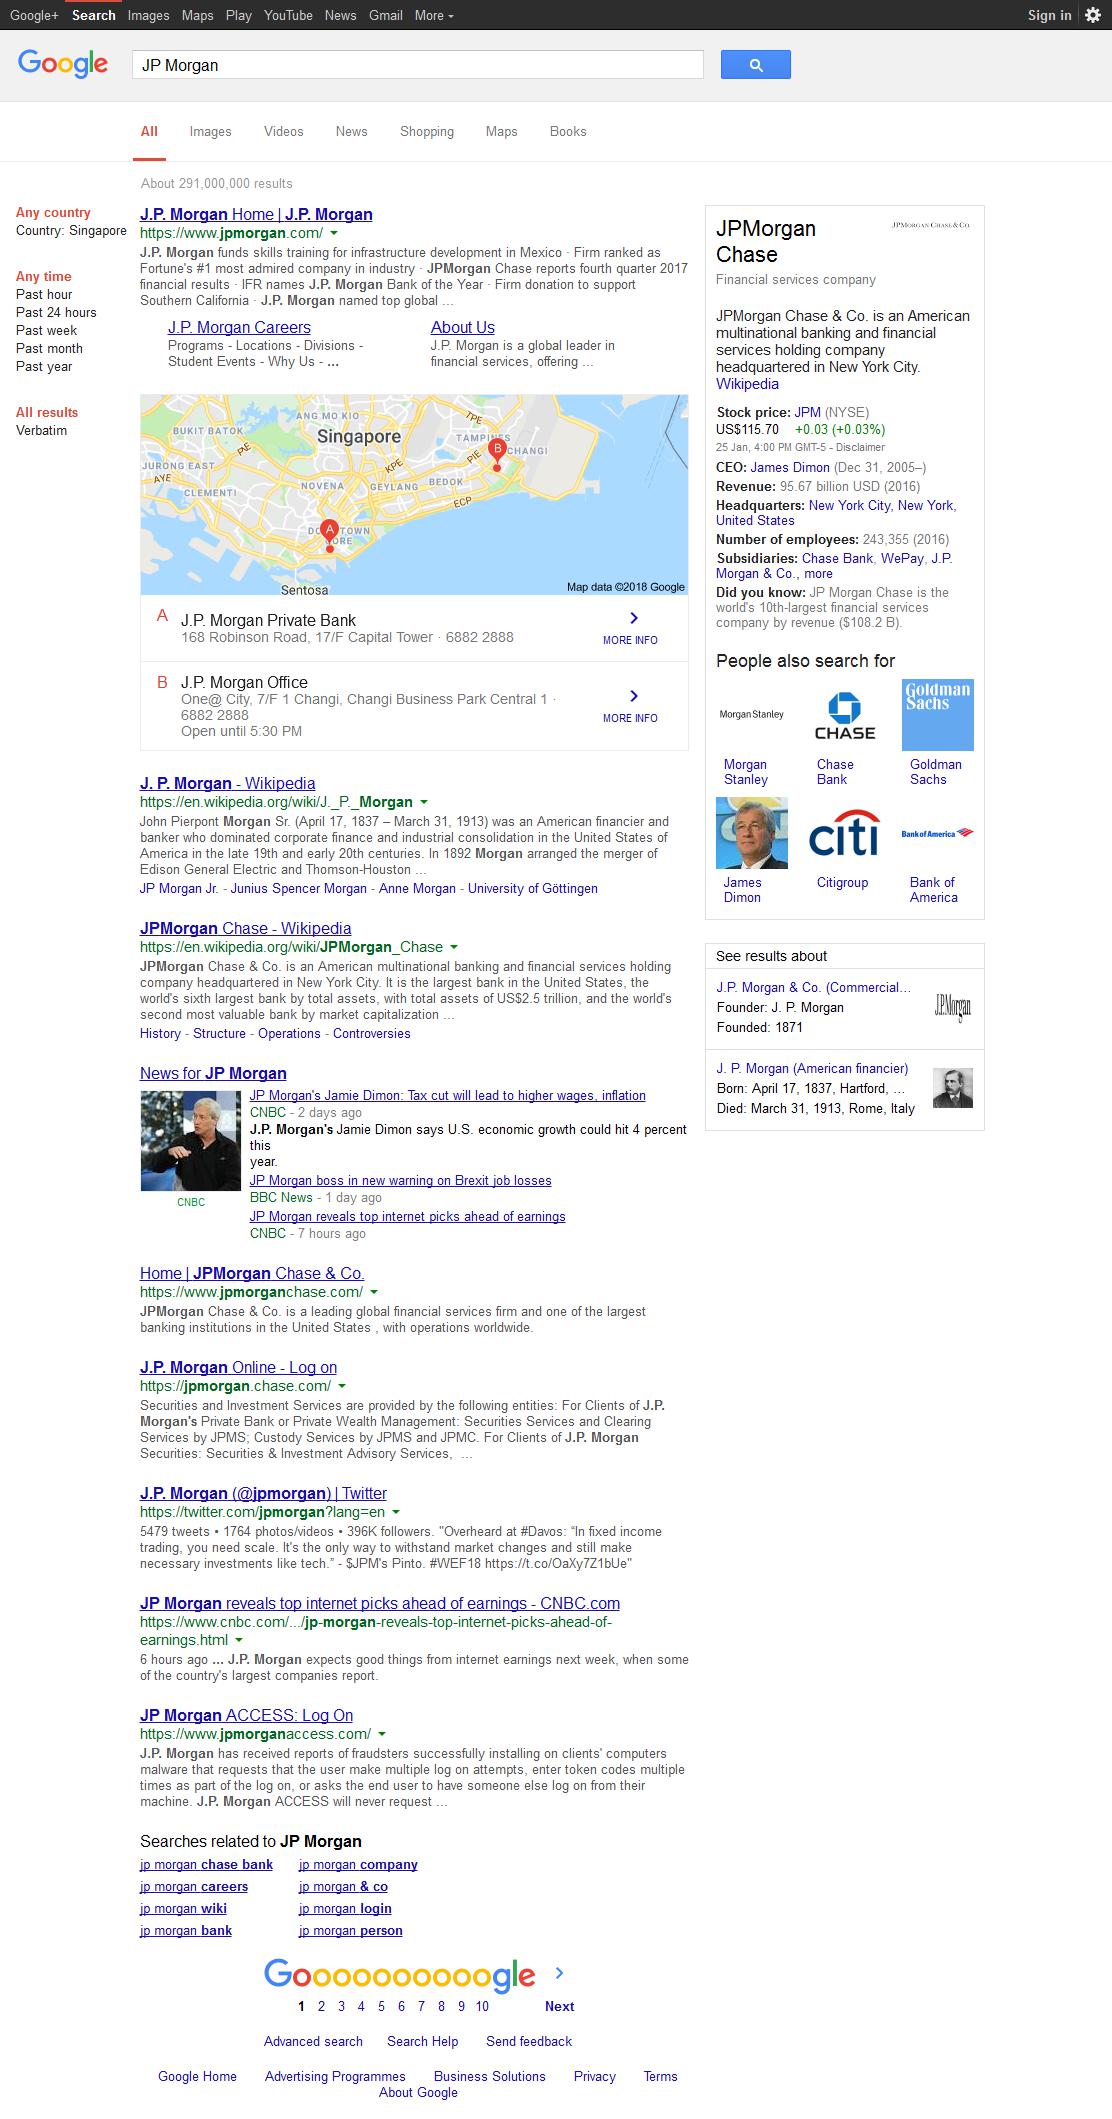 Google+ Search Images Maps Play YouTube News Gmail More
Sign in
Google
JP Morgan
All Images Videos News Shopping Maps Books
About 291,000,000 results
Any country
Country: Singapore
Any time
Past hour
Past 24 hours
Past week
Past month
Past year
All results
Verbatim
J.P. Morgan Home | J.P. Morgan
https://www.jpmorgan.com/
J.P. Morgan funds skills training for infrastructure development in Mexico · Firm ranked as
Fortune's #1 most admired company in industry · JPMorgan Chase reports fourth quarter 2017
financial results · IFR names J.P. Morgan Bank of the Year · Firm donation to support
Southern California · J.P. Morgan named top global ...
J.P. Morgan Careers
Programs - Locations - Divisions -
Student Events - Why Us - ...
About Us
J.P. Morgan is a global leader in
financial services, offering ...
ANG MO KIO
BUKIT BATOK
Singapore
TPE
TAMPINES
PIE
B
CHANGI
JURONG EAST
KPE
PIE
AYE
NOVENA
GEYLANG
BEDOK
CLEMENTI
ECP
A
DOWNTOWN
CORE
Sentosa
Map data ©2018 Google
A
J.P. Morgan Private Bank
168 Robinson Road, 17/F Capital Tower · 6882 2888
MORE INFO
B
J.P. Morgan Office
One@ City, 7/F 1 Changi, Changi Business Park Central 1 ·
6882 2888
Open until 5:30 PM
MORE INFO
J. P. Morgan - Wikipedia
https://en.wikipedia.org/wiki/J._P._Morgan
John Pierpont Morgan Sr. (April 17, 1837 – March 31, 1913) was an American financier and
banker who dominated corporate finance and industrial consolidation in the United States of
America in the late 19th and early 20th centuries. In 1892 Morgan arranged the merger of
Edison General Electric and Thomson-Houston ...
JP Morgan Jr. - Junius Spencer Morgan - Anne Morgan - University of Göttingen
JPMorgan Chase - Wikipedia
https://en.wikipedia.org/wiki/JPMorgan_Chase
JPMorgan Chase & Co. is an American multinational banking and financial services holding
company headquartered in New York City. It is the largest bank in the United States, the
world's sixth largest bank by total assets, with total assets of US$2.5 trillion, and the world's
second most valuable bank by market capitalization ...
History - Structure - Operations - Controversies
News for JP Morgan
CNBC
JP Morgan's Jamie Dimon: Tax cut will lead to higher wages, inflation
CNBC - 2 days ago
J.P. Morgan's Jamie Dimon says U.S. economic growth could hit 4 percent
this
year.
JP Morgan boss in new warning on Brexit job losses
BBC News - 1 day ago
JP Morgan reveals top internet picks ahead of earnings
CNBC - 7 hours ago
Home | JPMorgan Chase & Co.
https://www.jpmorganchase.com/
JPMorgan Chase & Co. is a leading global financial services firm and one of the largest
banking institutions in the United States , with operations worldwide.
J.P. Morgan Online - Log on
https://jpmorgan.chase.com/
Securities and Investment Services are provided by the following entities: For Clients of J.P.
Morgan's Private Bank or Private Wealth Management: Securities Services and Clearing
Services by JPMS; Custody Services by JPMS and JPMC. For Clients of J.P. Morgan
Securities: Securities & Investment Advisory Services, ...
J.P. Morgan (@jpmorgan) | Twitter
https://twitter.com/jpmorgan?lang=en
5479 tweets • 1764 photos/videos • 396K followers. "Overheard at #Davos: “In fixed income
trading, you need scale. It's the only way to withstand market changes and still make
necessary investments like tech.” - $JPM's Pinto. #WEF18 https://t.co/OaXy7Z1bUe"
JP Morgan reveals top internet picks ahead of earnings - CNBC.com
https://www.cnbc.com/.../jp-morgan-reveals-top-internet-picks-ahead-of-
earnings.html
6 hours ago ... J.P. Morgan expects good things from internet earnings next week, when some
of the country's largest companies report.
JP Morgan ACCESS: Log On
https://www.jpmorganaccess.com/
J.P. Morgan has received reports of fraudsters successfully installing on clients' computers
malware that requests that the user make multiple log on attempts, enter token codes multiple
times as part of the log on, or asks the end user to have someone else log on from their
machine. J.P. Morgan ACCESS will never request ...
Searches related to JP Morgan
jp morgan chase bank jp morgan company
jp morgan careers jp morgan & co
jp morgan wiki jp morgan login
jp morgan bank jp morgan person
JPMorgan
Chase
JPMORGAN CHASE & CO.
Financial services company
JPMorgan Chase & Co. is an American
multinational banking and financial
services holding company
headquartered in New York City.
Wikipedia
Stock price: JPM (NYSE)
US$115.70 +0.03 (+0.03%)
25 Jan, 4:00 PM GMT-5 - Disclaimer
CEO: James Dimon (Dec 31, 2005–)
Revenue: 95.67 billion USD (2016)
Headquarters: New York City, New York,
United States
Number of employees: 243,355 (2016)
Subsidiaries: Chase Bank, WePay, J.P.
Morgan & Co., more
Did you know: JP Morgan Chase is the
world's 10th-largest financial services
company by revenue ($108.2 B).
People also search for
Morgan Stanley
CHASE
Goldman
Sachs
Morgan
Stanley
Chase
Bank
Goldman
Sachs
citi
Bank of America
James
Dimon
Citigroup
Bank of
America
See results about
J.P. Morgan & Co. (Commercial...
Founder: J. P. Morgan
Founded: 1871
J.P.Morgan
J. P. Morgan (American financier)
Born: April 17, 1837, Hartford, ...
Died: March 31, 1913, Rome, Italy
Goooooooooogle
1 2 3 4 5 6 7 8 9 10 Next
Advanced search Search Help Send feedback
Google Home Advertising Programmes Business Solutions Privacy Terms
About Google